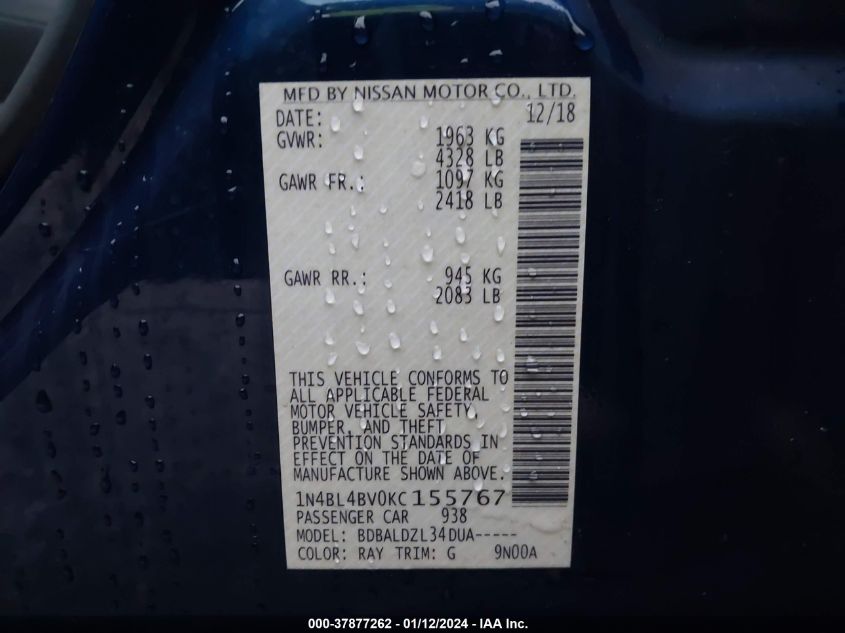 MFD BY NISSAN MOTOR CO., LTD.
DATE: 12/18
GVWR: 1963 KG
4328 LB
GAWR FR.: 1097 KG
2418 LB
GAWR RR.: 945 KG
2083 LB
THIS VEHICLE CONFORMS TO
ALL APPLICABLE FEDERAL
MOTOR VEHICLE SAFETY,
BUMPER, AND THEFT
PREVENTION STANDARDS IN
EFFECT ON THE DATE OF
MANUFACTURE SHOWN ABOVE.
1N4BL4BV0KC155767
PASSENGER CAR 938
MODEL: BDBALDZL34DUA-----
COLOR: RAY TRIM: G 9N00A
000-37877262 - 01/12/2024 - IAA Inc.